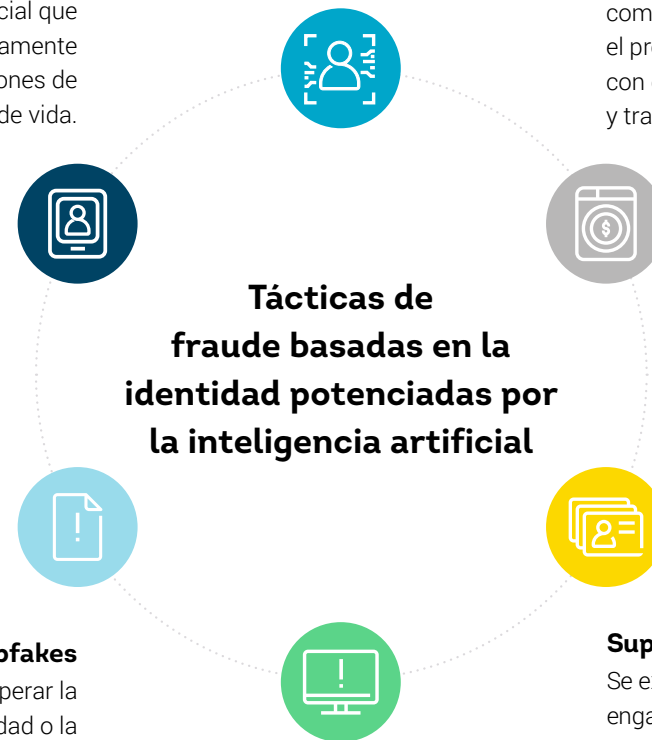 cial que
amente
ones de
de vida.
com
el pr
con
y tra
Tácticas de
fraude basadas en la
identidad potenciadas por
la inteligencia artificial
ofakes
perar la
dad o la
Sup
Se e
enga